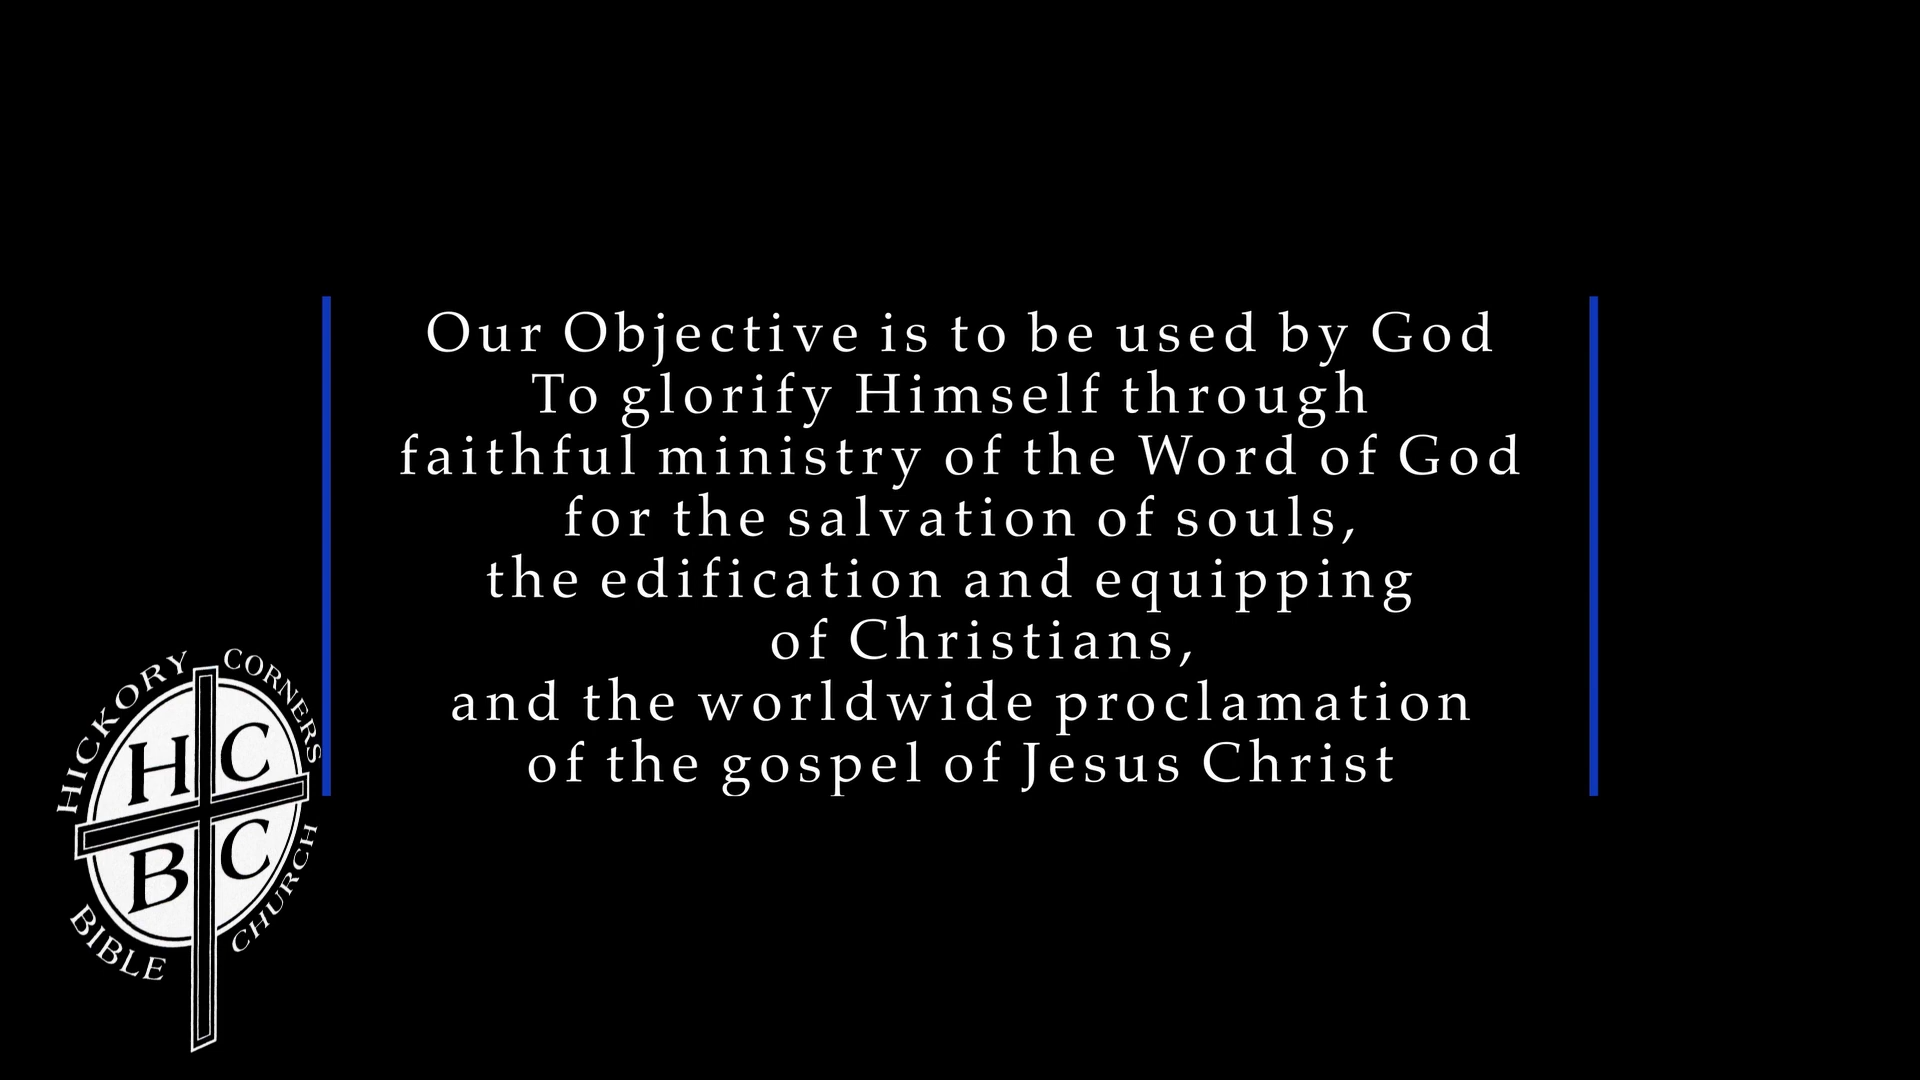 Our Objective is to be used by God
To glorify Himself through
faithful ministry of the Word of God
for the salvation of souls,
the edification and equipping
of Christians,
and the worldwide proclamation
of the gospel of Jesus Christ
HICKORY CORNERS
H C
B C
BIBLE CHURCH